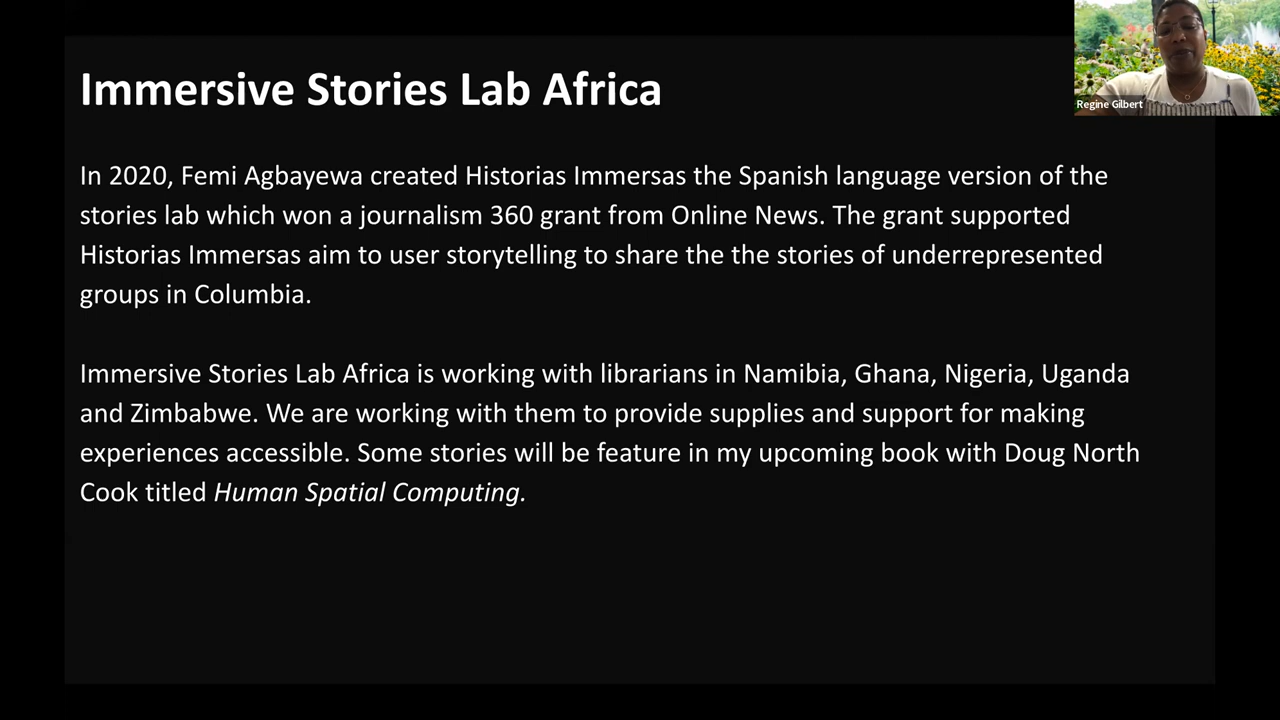 Immersive Stories Lab Africa
Regine Gilbert
In 2020, Femi Agbayewa created Historias Immersas the Spanish language version of the
stories lab which won a journalism 360 grant from Online News. The grant supported
Historias Immersas aim to user storytelling to share the the stories of underrepresented
groups in Columbia.
Immersive Stories Lab Africa is working with librarians in Namibia, Ghana, Nigeria, Uganda
and Zimbabwe. We are working with them to provide supplies and support for making
experiences accessible. Some stories will be feature in my upcoming book with Doug North
Cook titled Human Spatial Computing.